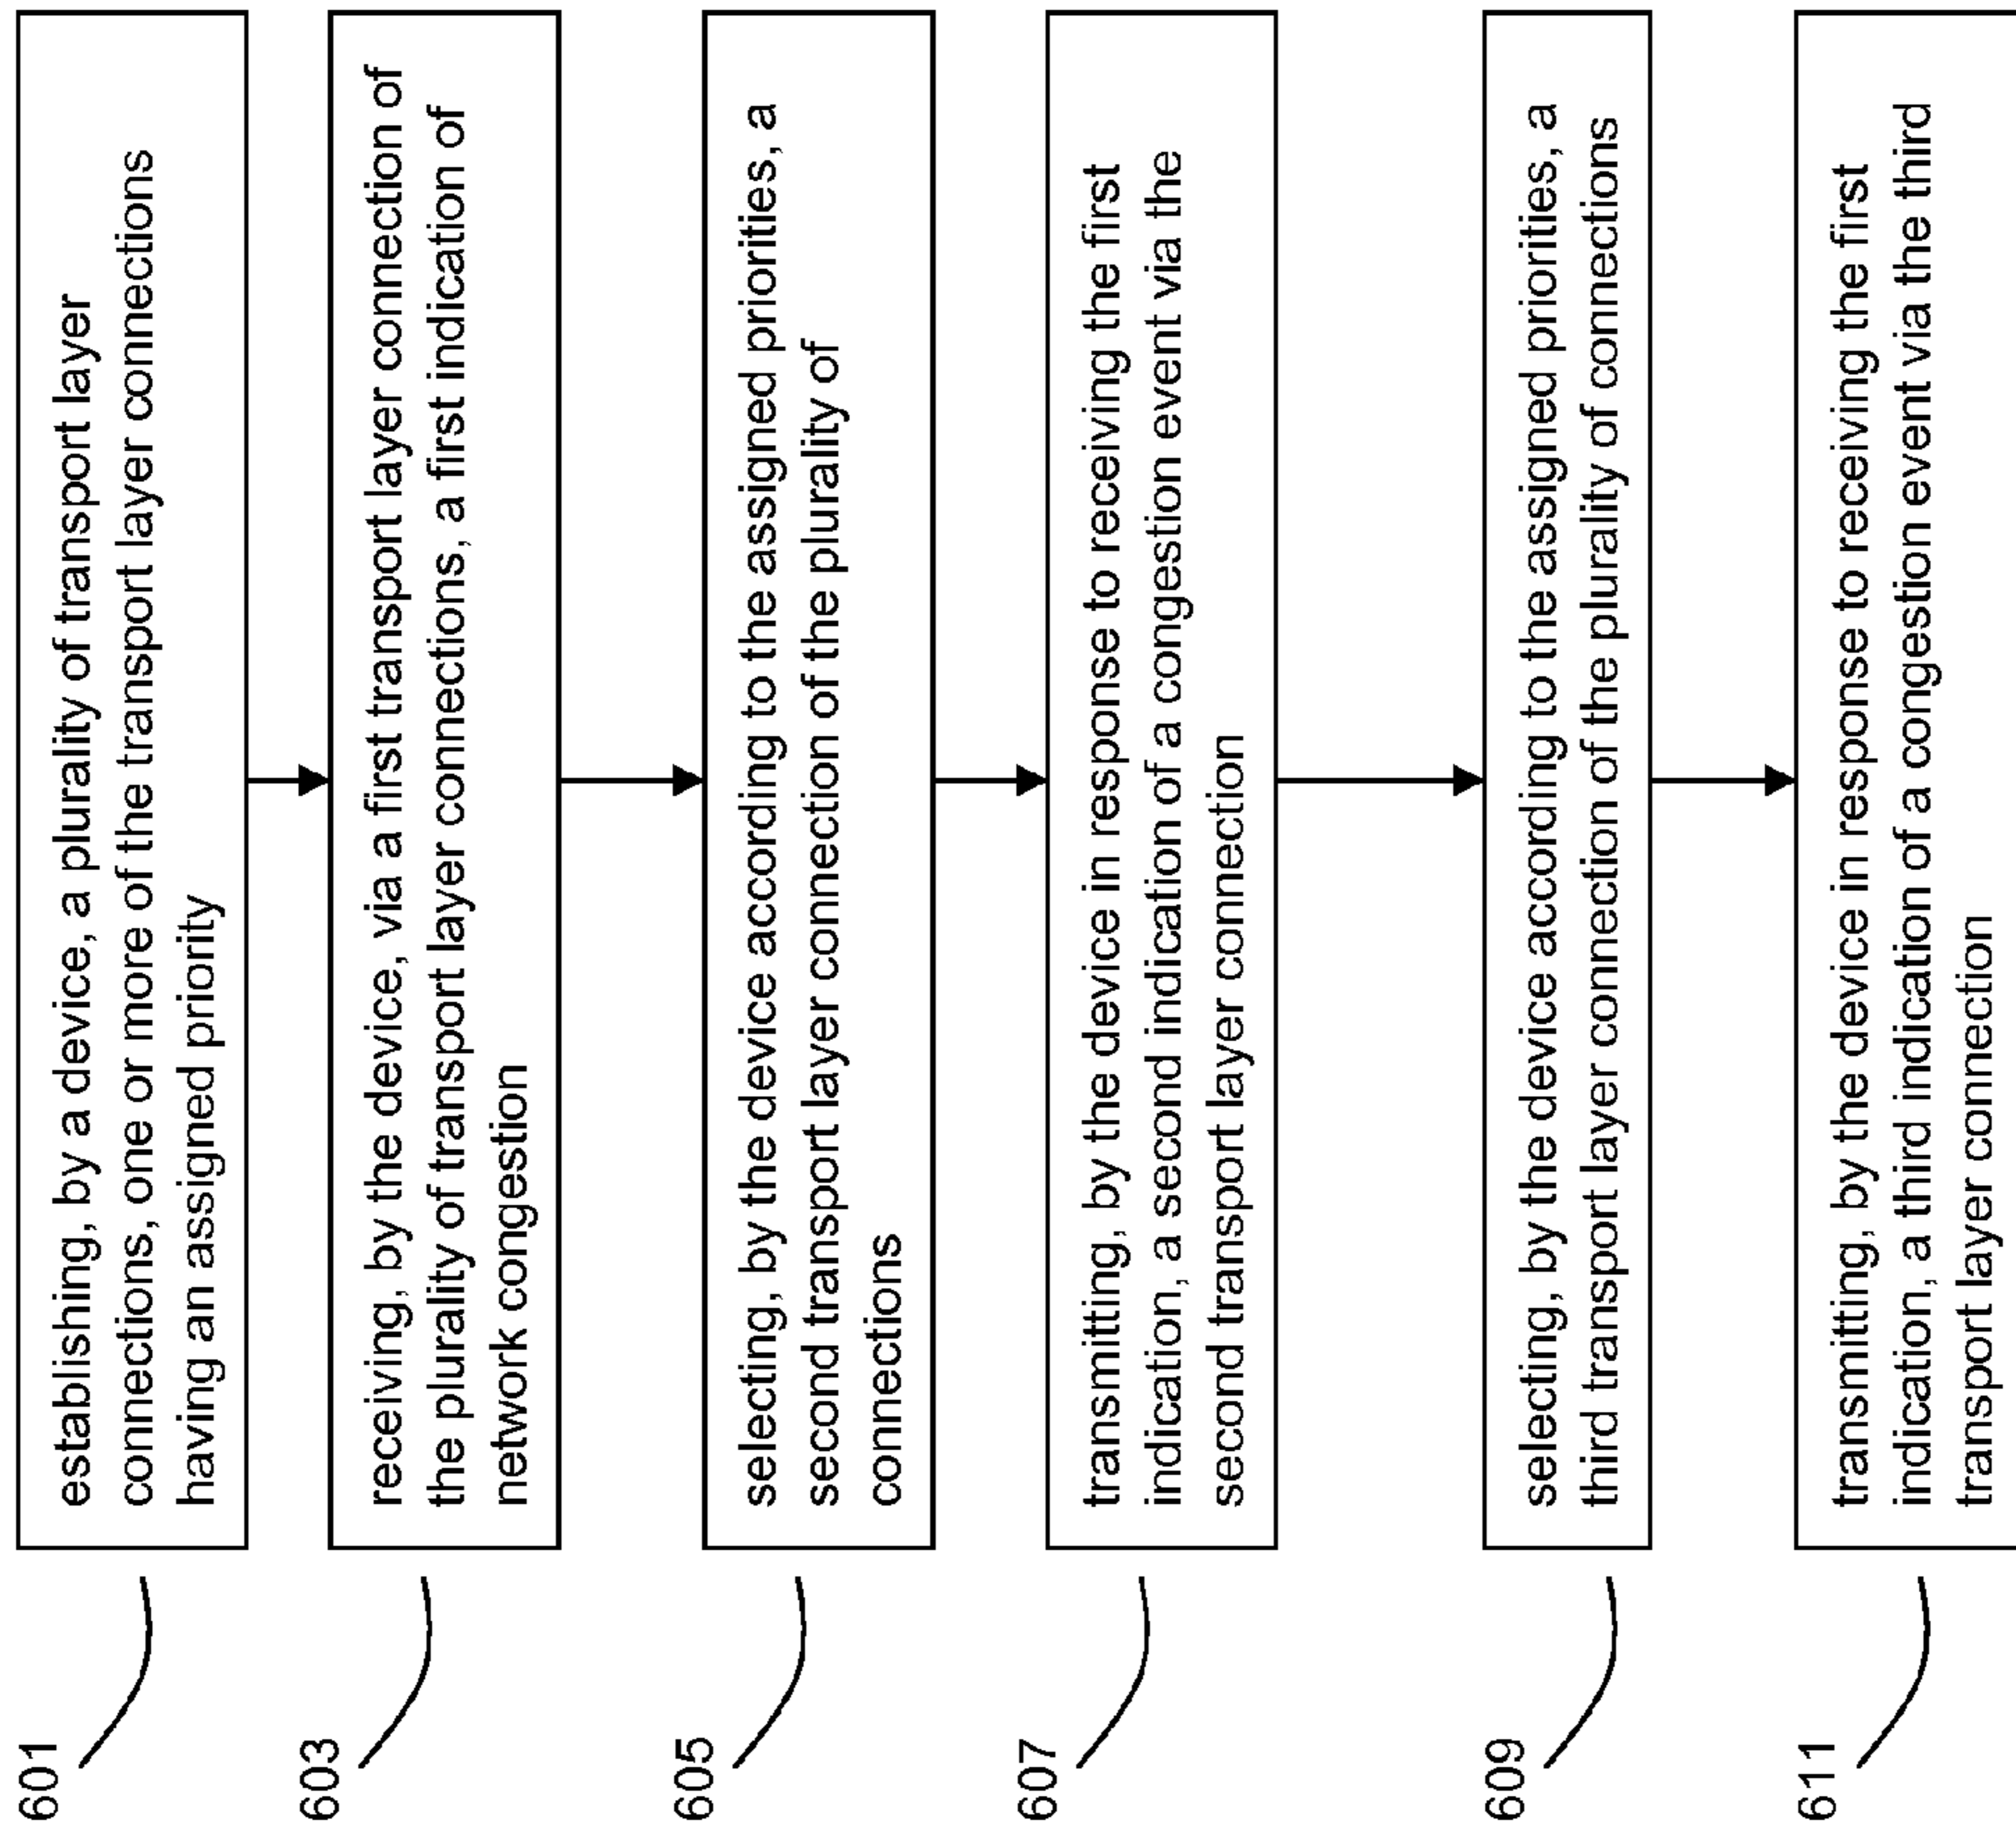 601
establishing, by a device, a plurality of transport layer
connections, one or more of the transport layer connections
having an assigned priority
603
receiving, by the device, via a first transport layer connection of
the plurality of transport layer connections, a first indication of
network congestion
605
selecting, by the device according to the assigned priorities, a
second transport layer connection of the plurality of
connections
607
transmitting, by the device in response to receiving the first
indication, a second indication of a congestion event via the
second transport layer connection
609
selecting, by the device according to the assigned priorities, a
third transport layer connection of the plurality of connections
611
transmitting, by the device in response to receiving the first
indication, a third indication of a congestion event via the third
transport layer connection